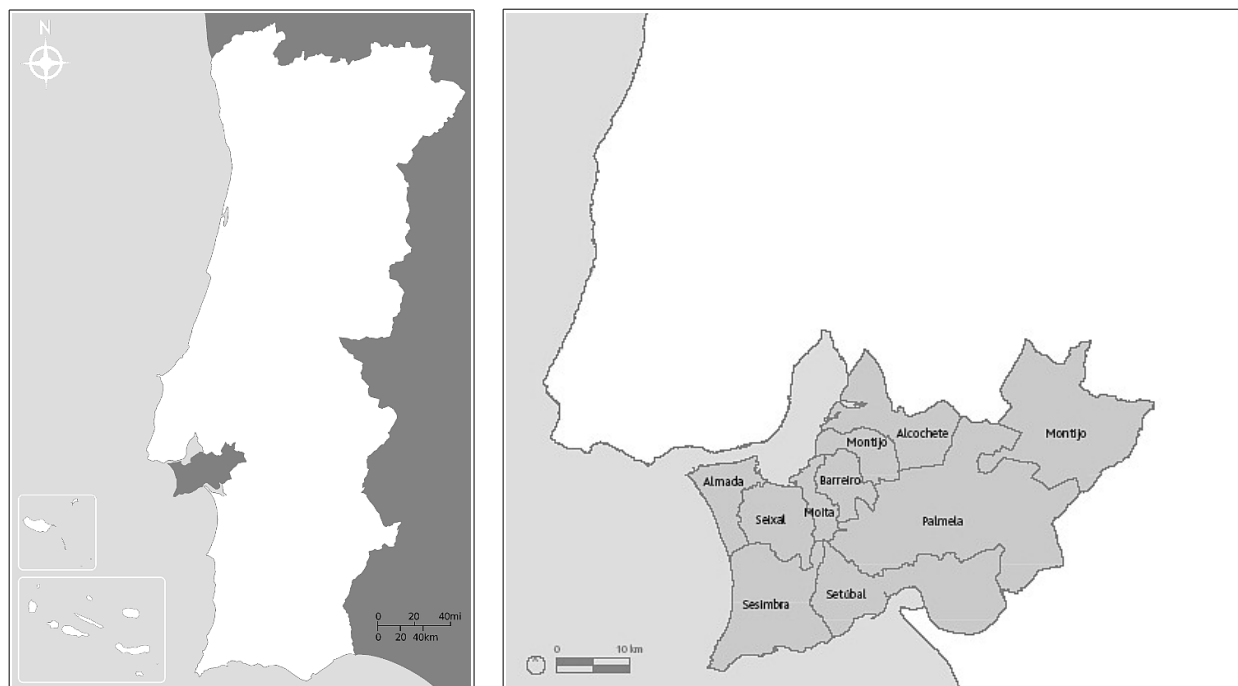 N
0 20 40mi
0 20 40km
Montijo
Alcochete
Montijo
Almada
Barreiro
Seixal
Moita
Palmela
Sesimbra
Setúbal
0 10 km